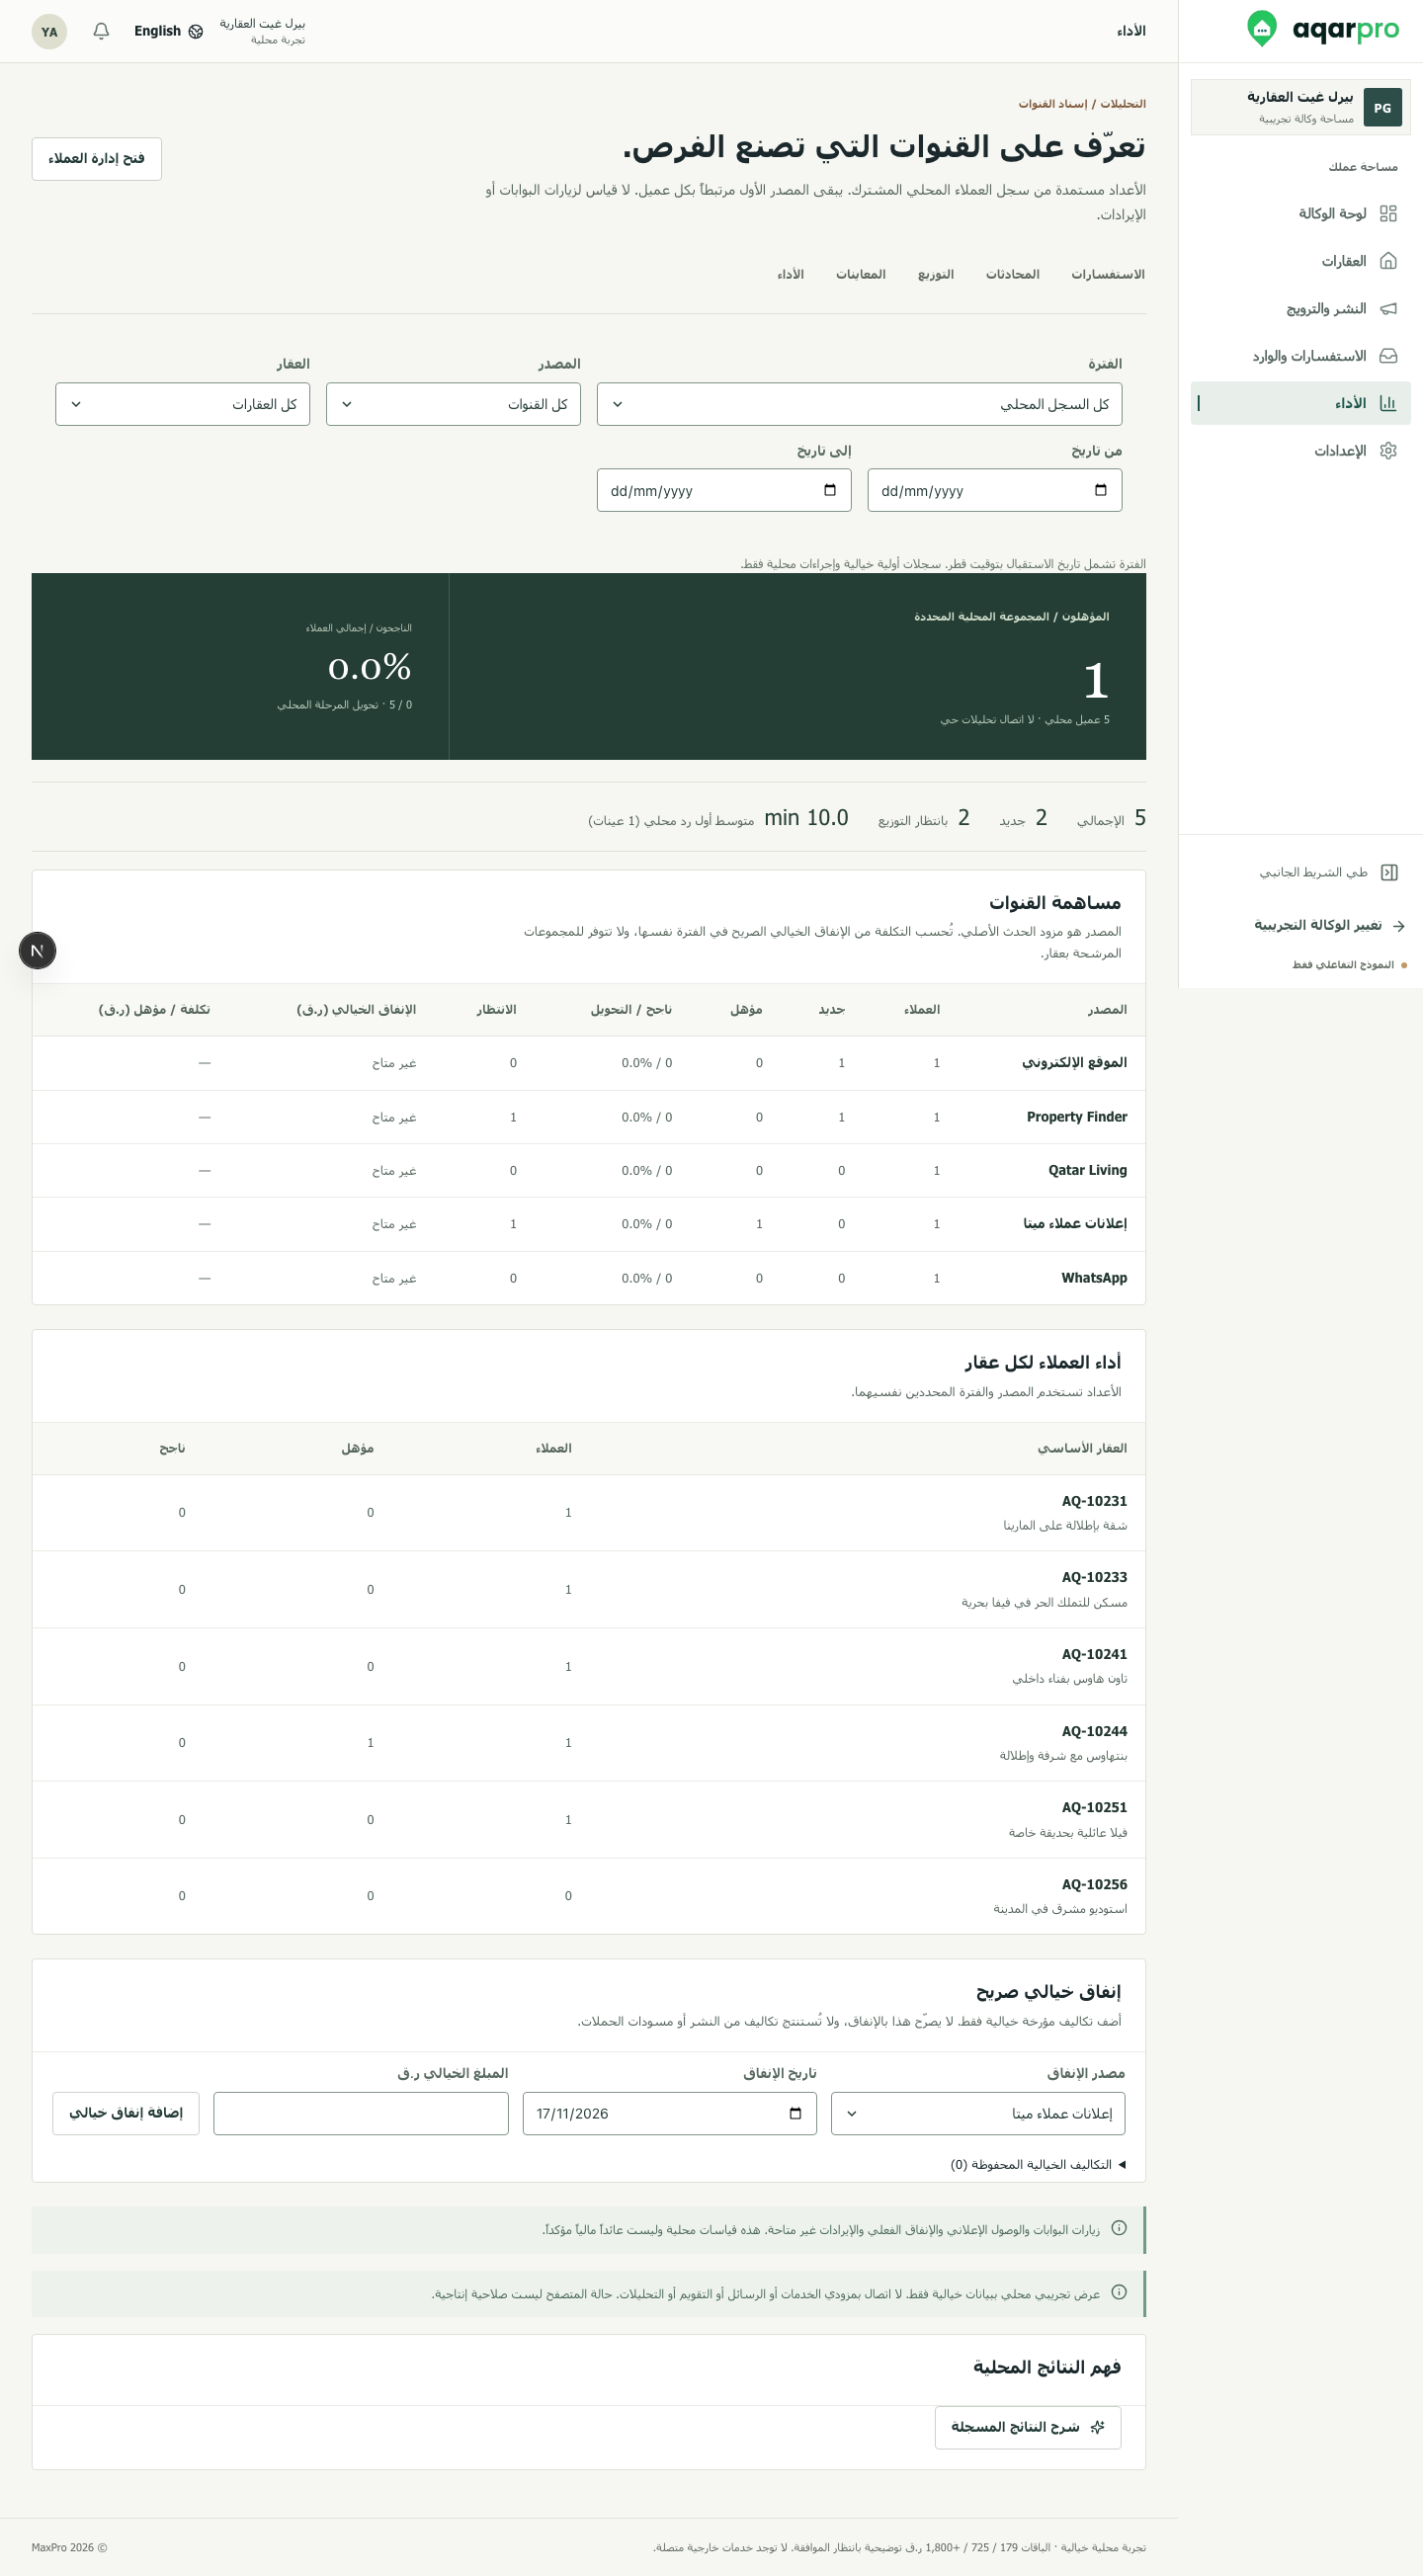 aqarpro
PG
بيرل غيت العقارية
مساحة وكالة تجريبية
مساحة عملك
لوحة الوكالة
العقارات
النشر والترويج
الاستفسارات والوارد
الأداء
الإعدادات
طي الشريط الجانبي
تغيير الوكالة التجريبية
النموذج التفاعلي فقط
الأداء
بيرل غيت العقارية
تجربة محلية
English
YA
التحليلات / إسناد القنوات
تعرّف على القنوات التي تصنع الفرص.
الأعداد مستمدة من سجل العملاء المحلي المشترك. يبقى المصدر الأول مرتبطاً بكل عميل. لا قياس لزيارات البوابات أو
الإيرادات.
فتح إدارة العملاء
الاستفسارات المحادثات التوزيع المعاينات الأداء
الفترة المصدر العقار
كل السجل المحلي كل القنوات كل العقارات
من تاريخ إلى تاريخ
dd/mm/yyyy dd/mm/yyyy
الفترة تشمل تاريخ الاستقبال بتوقيت قطر. سجلات أولية خيالية وإجراءات محلية فقط.
المؤهلون / المجموعة المحلية المحددة
1
5 عميل محلي · لا اتصال تحليلات حي
الناجحون / إجمالي العملاء
0.0%
0 / 5 · تحويل المرحلة المحلي
5 الإجمالي 2 جديد 2 بانتظار التوزيع 10.0 min متوسط أول رد محلي (1 عينات)
مساهمة القنوات
المصدر هو مزود الحدث الأصلي. تُحسب التكلفة من الإنفاق الخيالي الصريح في الفترة نفسها، ولا تتوفر للمجموعات
المرشحة بعقار.
المصدر العملاء جديد مؤهل ناجح / التحويل الانتظار الإنفاق الخيالي (ر.ق) تكلفة / مؤهل (ر.ق)
الموقع الإلكتروني 1 1 0 0 / 0.0% 0 غير متاح —
Property Finder 1 1 0 0 / 0.0% 1 غير متاح —
Qatar Living 1 0 0 0 / 0.0% 0 غير متاح —
إعلانات عملاء ميتا 1 0 1 0 / 0.0% 1 غير متاح —
WhatsApp 1 0 0 0 / 0.0% 0 غير متاح —
أداء العملاء لكل عقار
الأعداد تستخدم المصدر والفترة المحددين نفسيهما.
العقار الأساسي العملاء مؤهل ناجح
AQ-10231
شقة بإطلالة على المارينا
1 0 0
AQ-10233
مسكن للتملك الحر في فيفا بحرية
1 0 0
AQ-10241
تاون هاوس بفناء داخلي
1 0 0
AQ-10244
بنتهاوس مع شرفة وإطلالة
1 1 0
AQ-10251
فيلا عائلية بحديقة خاصة
1 0 0
AQ-10256
استوديو مشرق في المدينة
0 0 0
إنفاق خيالي صريح
أضف تكاليف مؤرخة خيالية فقط. لا يصرّح هذا بالإنفاق، ولا تُستنتج تكاليف من النشر أو مسودات الحملات.
مصدر الإنفاق تاريخ الإنفاق المبلغ الخيالي ر.ق
إعلانات عملاء ميتا 17/11/2026 إضافة إنفاق خيالي
التكاليف الخيالية المحفوظة (0)
زيارات البوابات والوصول الإعلاني والإنفاق الفعلي والإيرادات غير متاحة. هذه قياسات محلية وليست عائداً مالياً مؤكداً.
عرض تجريبي محلي ببيانات خيالية فقط. لا اتصال بمزودي الخدمات أو الرسائل أو التقويم أو التحليلات. حالة المتصفح ليست صلاحية إنتاجية.
فهم النتائج المحلية
شرح النتائج المسجلة
تجربة محلية خيالية · الباقات 179 / 725 / 1,800+ ر.ق توضيحية بانتظار الموافقة. لا توجد خدمات خارجية متصلة.
© 2026 MaxPro